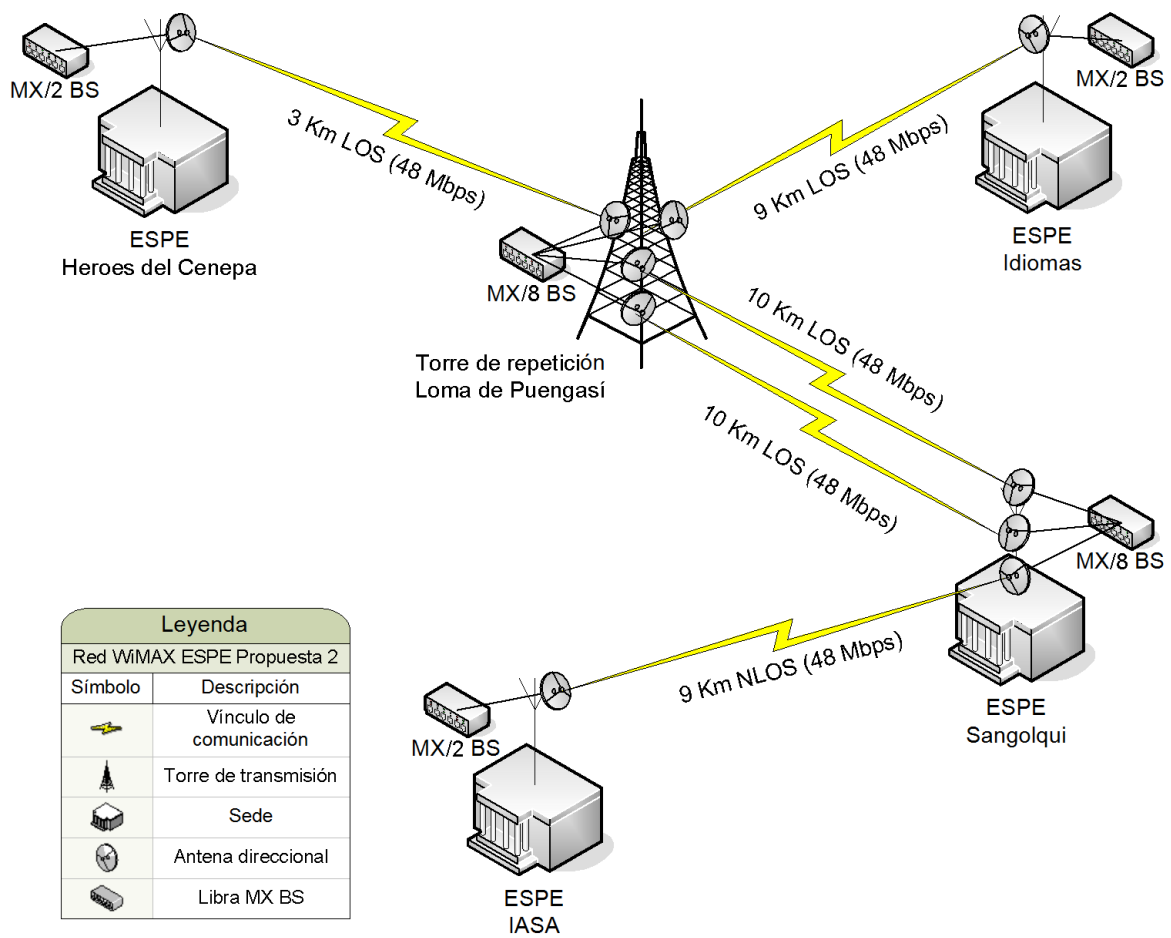 MX/2 BS
3 Km LOS (48 Mbps)
ESPE
Heroes del Cenepa
MX/2 BS
9 Km LOS (48 Mbps)
ESPE
Idiomas
MX/8 BS
Torre de repetición
Loma de Puengasí
10 Km LOS (48 Mbps)
10 Km LOS (48 Mbps)
MX/8 BS
ESPE
Sangolqui
9 Km NLOS (48 Mbps)
MX/2 BS
ESPE
IASA
Leyenda
Red WiMAX ESPE Propuesta 2
Símbolo Descripción
Vínculo de
comunicación
Torre de transmisión
Sede
Antena direccional
Libra MX BS